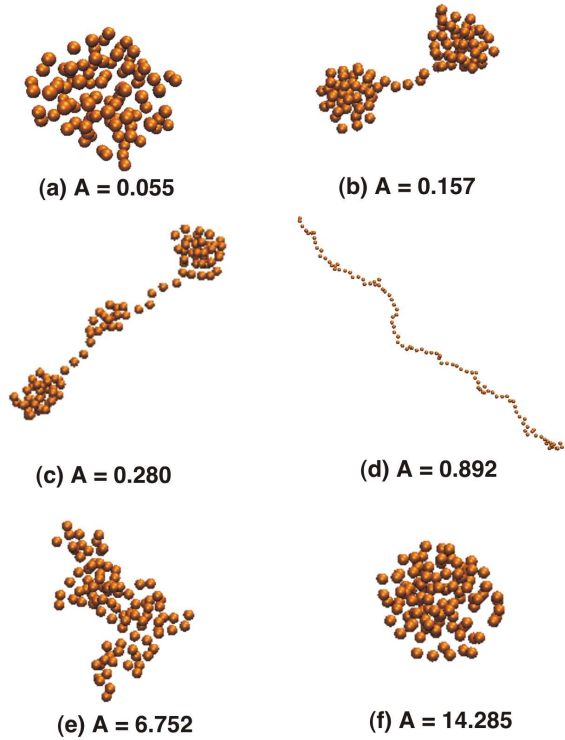 (a) A = 0.055
(b) A = 0.157
(c) A = 0.280
(d) A = 0.892
(e) A = 6.752
(f) A = 14.285